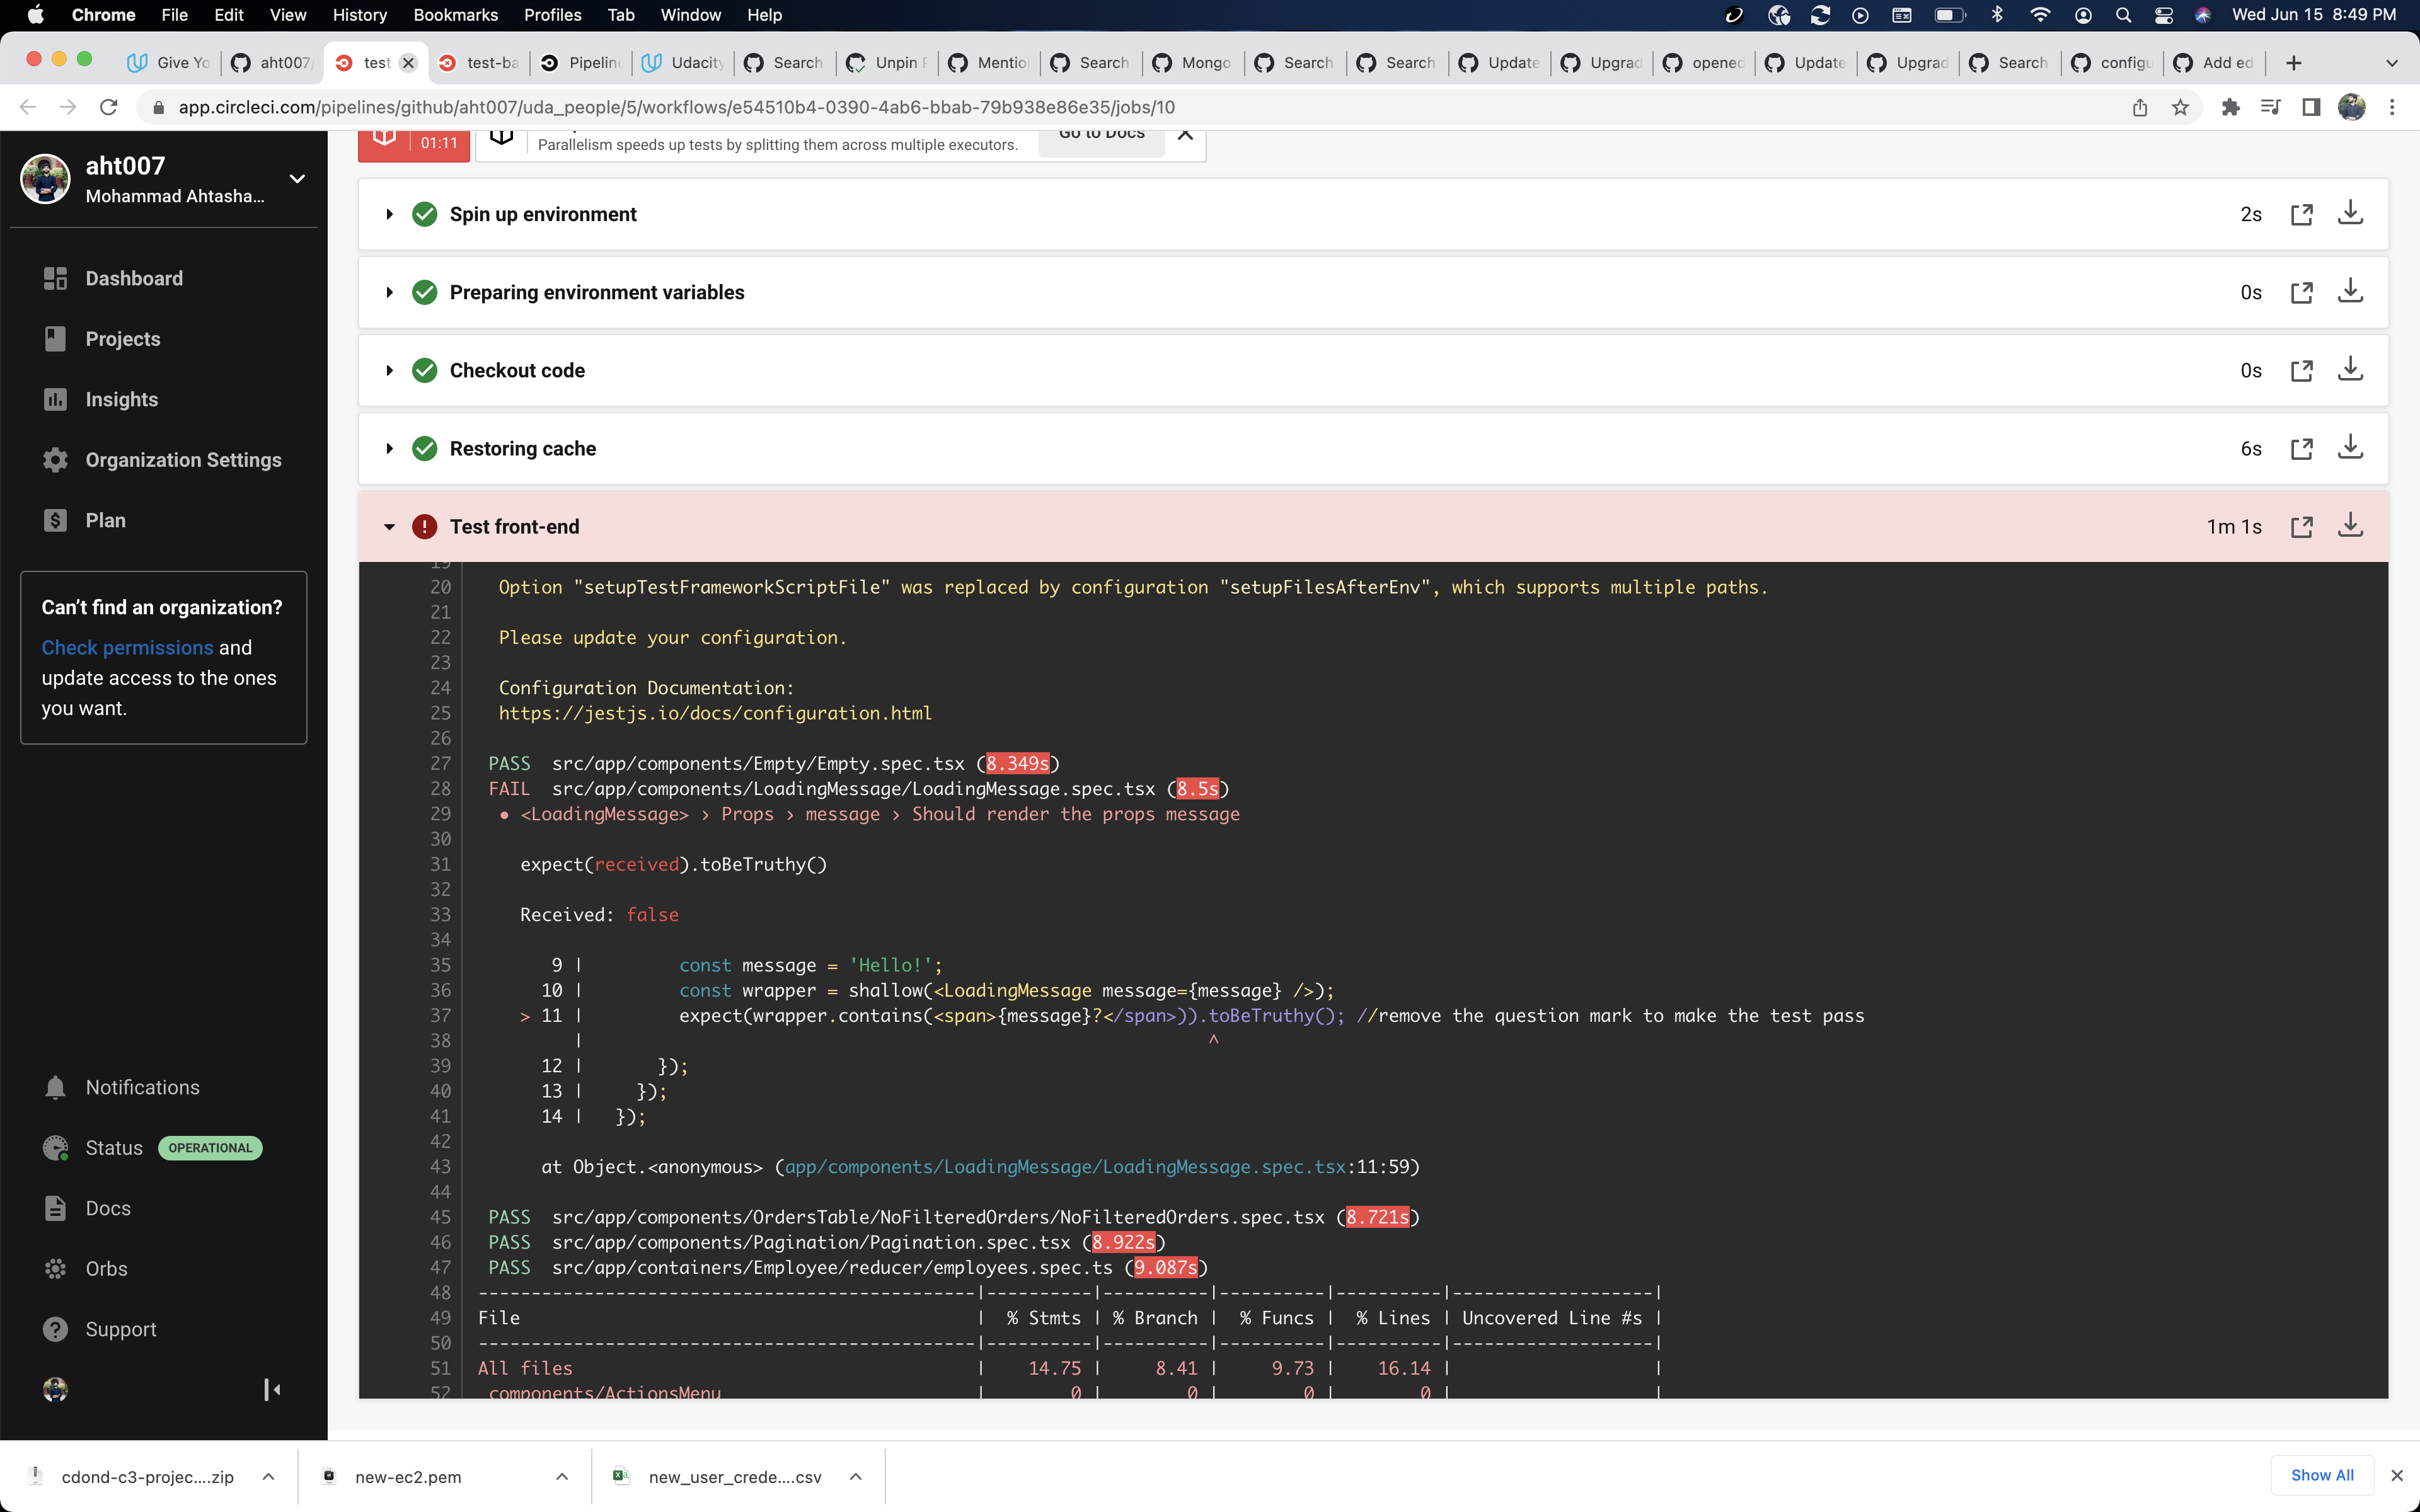 Chrome File Edit View History Bookmarks Profiles Tab Window Help Wed Jun 15 8:49 PM
Give Yo aht007/ test test-ba Pipeline Udacity Search Unpin Mention Search Mongo Search Search Update Upgrad opened Update Upgrad Search configu Add ed
app.circleci.com/pipelines/github/aht007/uda_people/5/workflows/e54510b4-0390-4ab6-bbab-79b938e86e35/jobs/10
aht007
Mohammad Ahtasha...
Dashboard
Projects
Insights
Organization Settings
Plan
Can't find an organization?
Check permissions and
update access to the ones
you want.
Notifications
Status OPERATIONAL
Docs
Orbs
Support
01:11
Parallelism speeds up tests by splitting them across multiple executors.
Go to Docs
Spin up environment 2s
Preparing environment variables 0s
Checkout code 0s
Restoring cache 6s
Test front-end 1m 1s
19
20 Option "setupTestFrameworkScriptFile" was replaced by configuration "setupFilesAfterEnv", which supports multiple paths.
21
22 Please update your configuration.
23
24 Configuration Documentation:
25 https://jestjs.io/docs/configuration.html
26
27 PASS src/app/components/Empty/Empty.spec.tsx (8.349s)
28 FAIL src/app/components/LoadingMessage/LoadingMessage.spec.tsx (8.5s)
29 ● <LoadingMessage> › Props › message › Should render the props message
30
31 expect(received).toBeTruthy()
32
33 Received: false
34
35 9 | const message = 'Hello!';
36 10 | const wrapper = shallow(<LoadingMessage message={message} />);
37 > 11 | expect(wrapper.contains(<span>{message}?</span>)).toBeTruthy(); //remove the question mark to make the test pass
38 | ^
39 12 | });
40 13 | });
41 14 | });
42
43 at Object.<anonymous> (app/components/LoadingMessage/LoadingMessage.spec.tsx:11:59)
44
45 PASS src/app/components/OrdersTable/NoFilteredOrders/NoFilteredOrders.spec.tsx (8.721s)
46 PASS src/app/components/Pagination/Pagination.spec.tsx (8.922s)
47 PASS src/app/containers/Employee/reducer/employees.spec.ts (9.087s)
48 -----------------------------------------------|----------|----------|----------|----------|-------------------|
49 File | % Stmts | % Branch | % Funcs | % Lines | Uncovered Line #s |
50 -----------------------------------------------|----------|----------|----------|----------|-------------------|
51 All files | 14.75 | 8.41 | 9.73 | 16.14 | |
52 components/ActionsMenu | 0 | 0 | 0 | 0 | |
cdond-c3-projec....zip new-ec2.pem new_user_crede....csv Show All